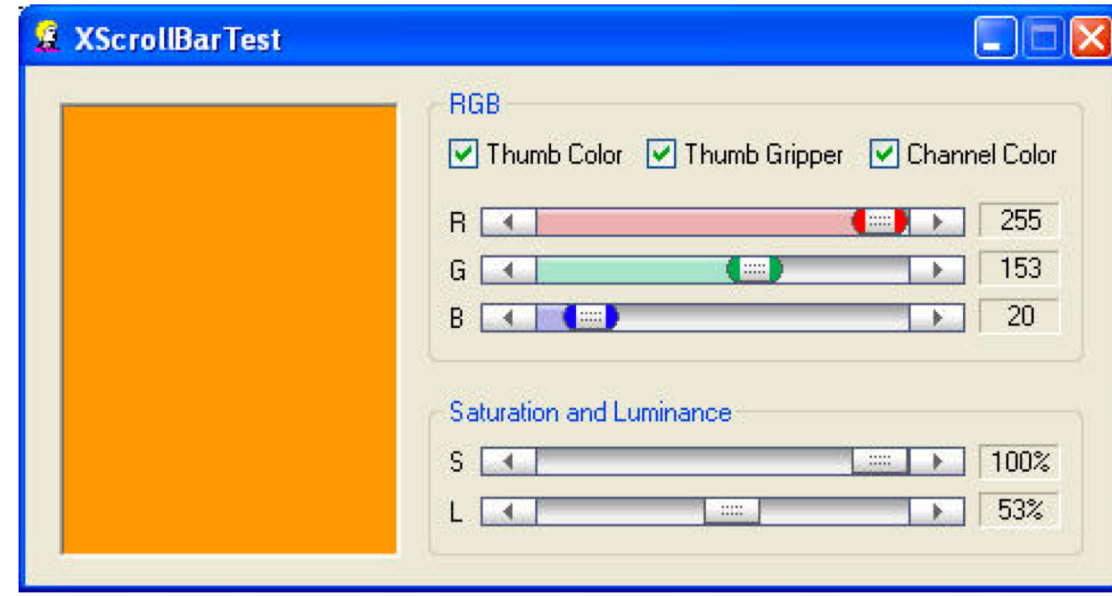 XScrollBarTest
RGB
Thumb Color Thumb Gripper Channel Color
R 255
G 153
B 20
Saturation and Luminance
S 100%
L 53%